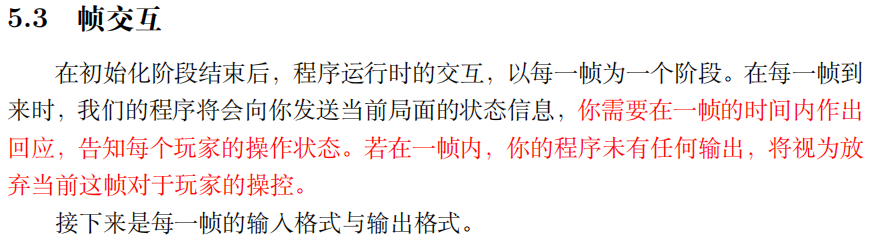 5.3 帧交互
在初始化阶段结束后，程序运行时的交互，以每一帧为一个阶段。在每一帧到
来时，我们的程序将会向你发送当前局面的状态信息，你需要在一帧的时间内作出
回应，告知每个玩家的操作状态。若在一帧内，你的程序未有任何输出，将视为放
弃当前这帧对于玩家的操控。
接下来是每一帧的输入格式与输出格式。